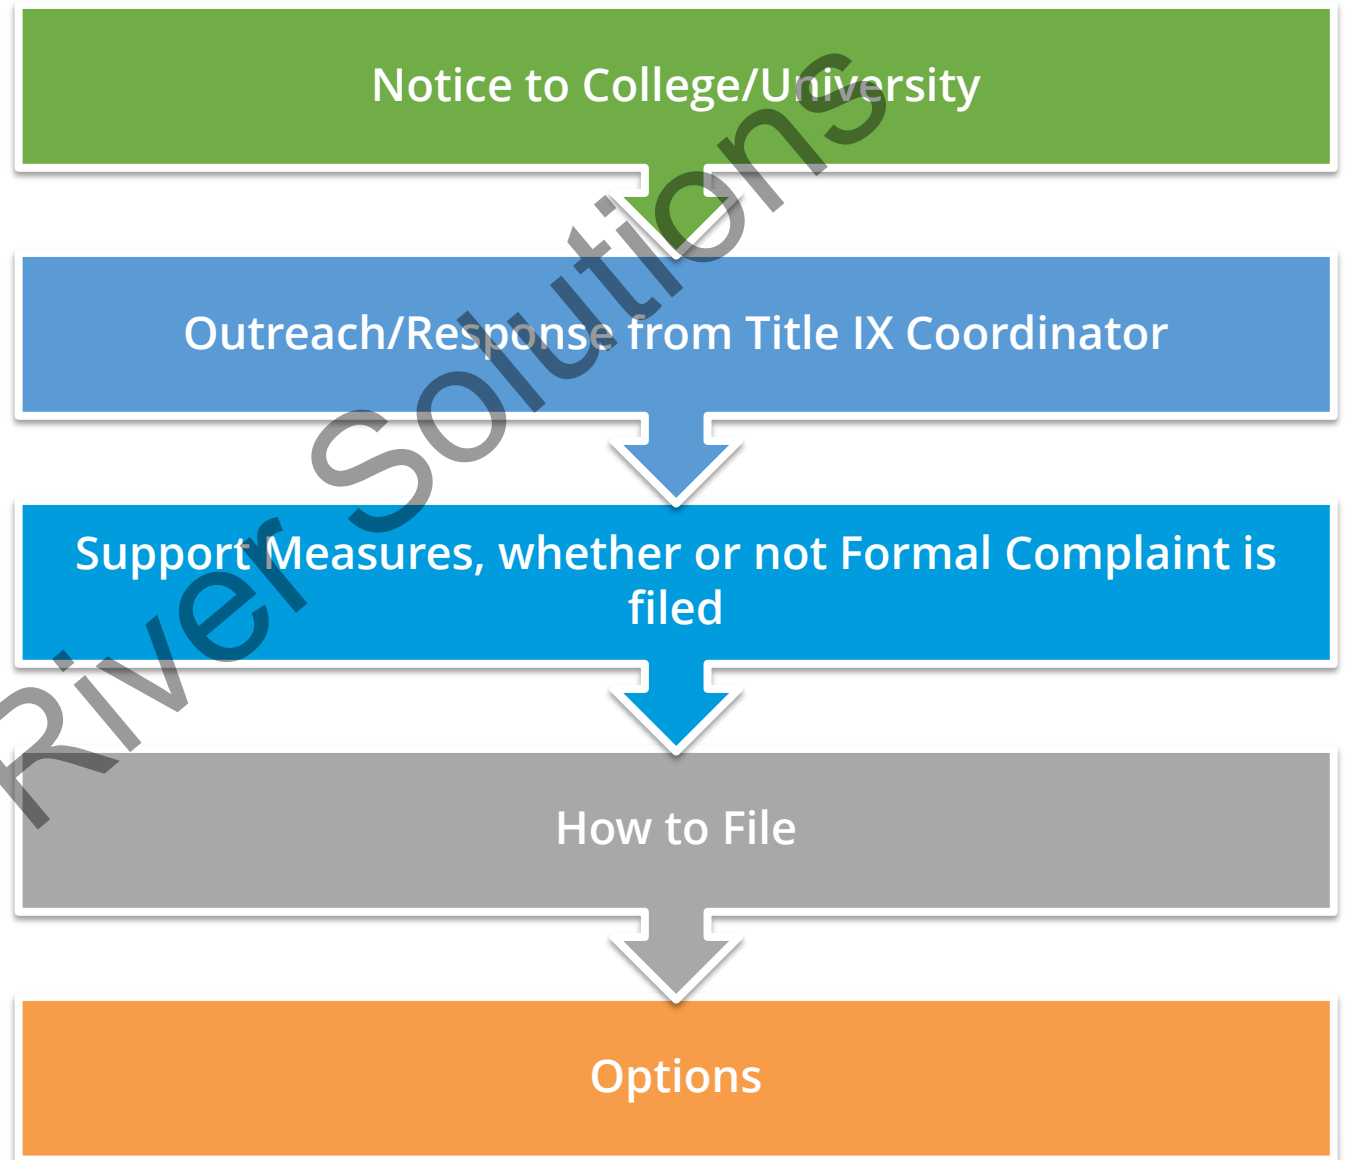 Notice to College/University
Outreach/Response from Title IX Coordinator
Support Measures, whether or not Formal Complaint is
filed
How to File
Options
River Solutions